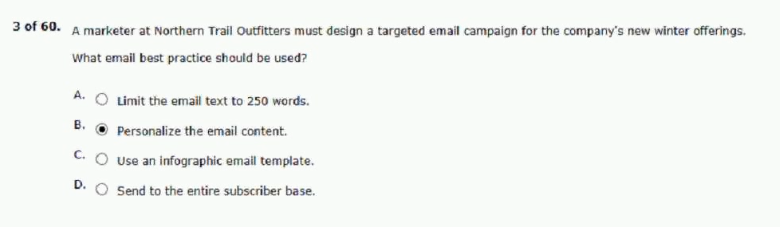 3 of 60. A marketer at Northern Trail Outfitters must design a targeted email campaign for the company's new winter offerings.
What email best practice should be used?
A. Limit the email text to 250 words.
B. Personalize the email content.
C. Use an infographic email template.
D. Send to the entire subscriber base.